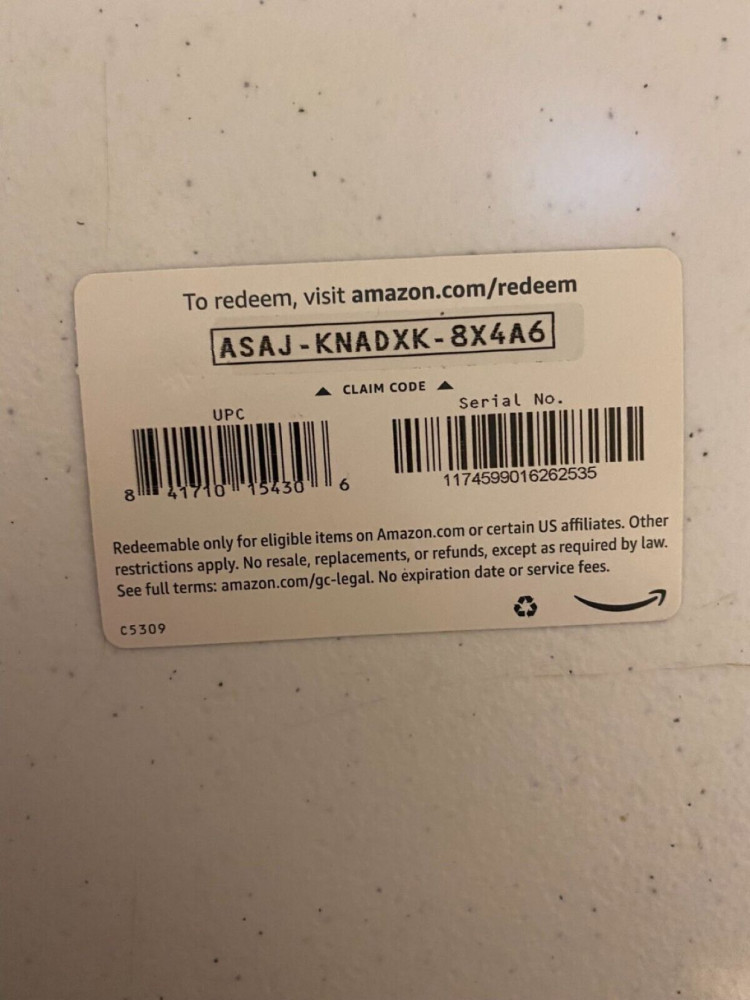 To redeem, visit amazon.com/redeem
ASAJ-KNADXK-8X4A6
▲ CLAIM CODE ▲
UPC
Serial No.
8 41710 15430 6
1174599016262535
Redeemable only for eligible items on Amazon.com or certain US affiliates. Other
restrictions apply. No resale, replacements, or refunds, except as required by law.
See full terms: amazon.com/gc-legal. No expiration date or service fees.
C5309